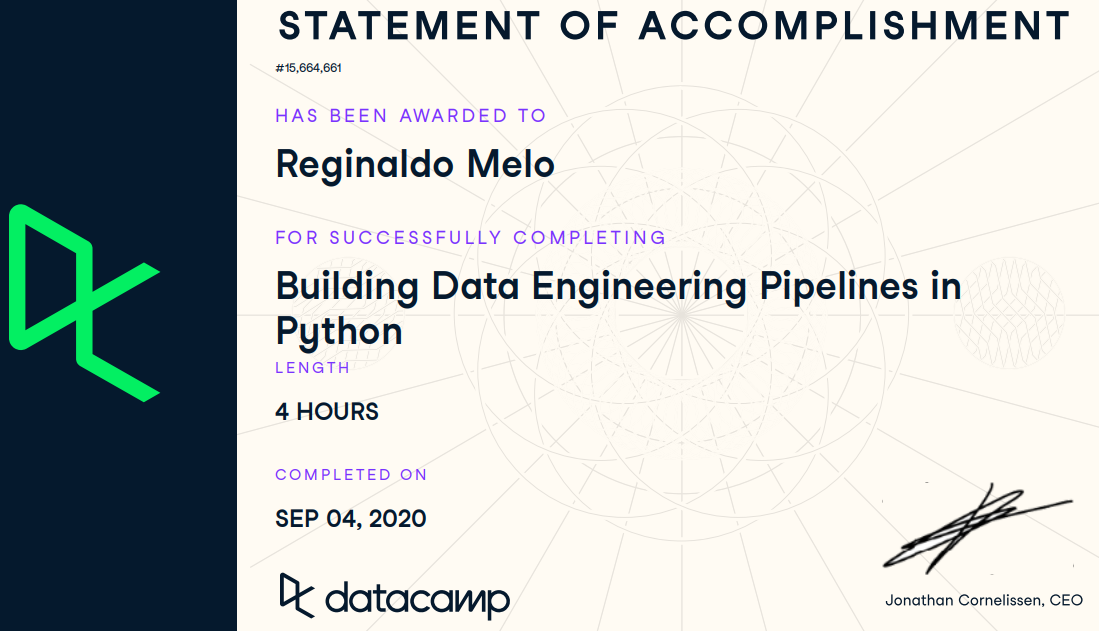 STATEMENT OF ACCOMPLISHMENT
#15,664,661
HAS BEEN AWARDED TO
Reginaldo Melo
FOR SUCCESSFULLY COMPLETING
Building Data Engineering Pipelines in
Python
LENGTH
4 HOURS
COMPLETED ON
SEP 04, 2020
datacamp
Jonathan Cornelissen, CEO